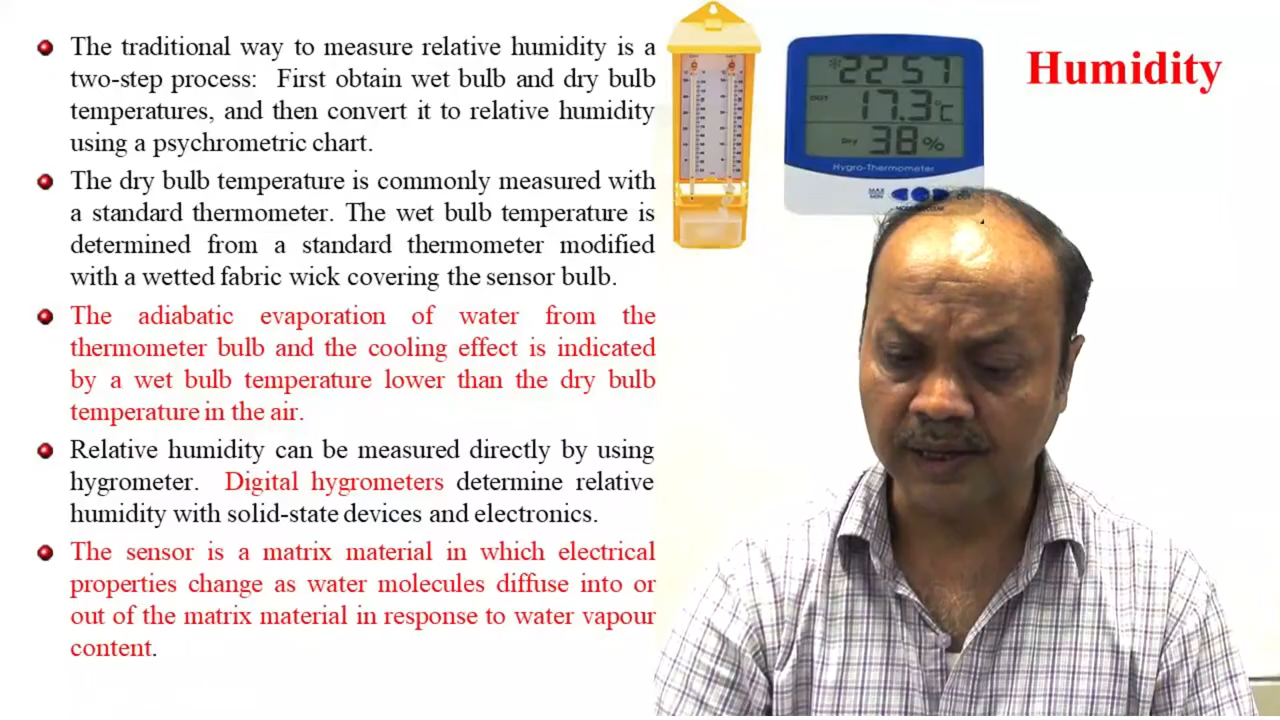 The traditional way to measure relative humidity is a
two-step process: First obtain wet bulb and dry bulb
temperatures, and then convert it to relative humidity
using a psychrometric chart.
The dry bulb temperature is commonly measured with
a standard thermometer. The wet bulb temperature is
determined from a standard thermometer modified
with a wetted fabric wick covering the sensor bulb.
The adiabatic evaporation of water from the
thermometer bulb and the cooling effect is indicated
by a wet bulb temperature lower than the dry bulb
temperature in the air.
Relative humidity can be measured directly by using
hygrometer. Digital hygrometers determine relative
humidity with solid-state devices and electronics.
The sensor is a matrix material in which electrical
properties change as water molecules diffuse into or
out of the matrix material in response to water vapour
content.
22 57
OUT 17.3°C
DRY 38%
Hygro-Thermometer
MAX
MIN
OUT
Humidity